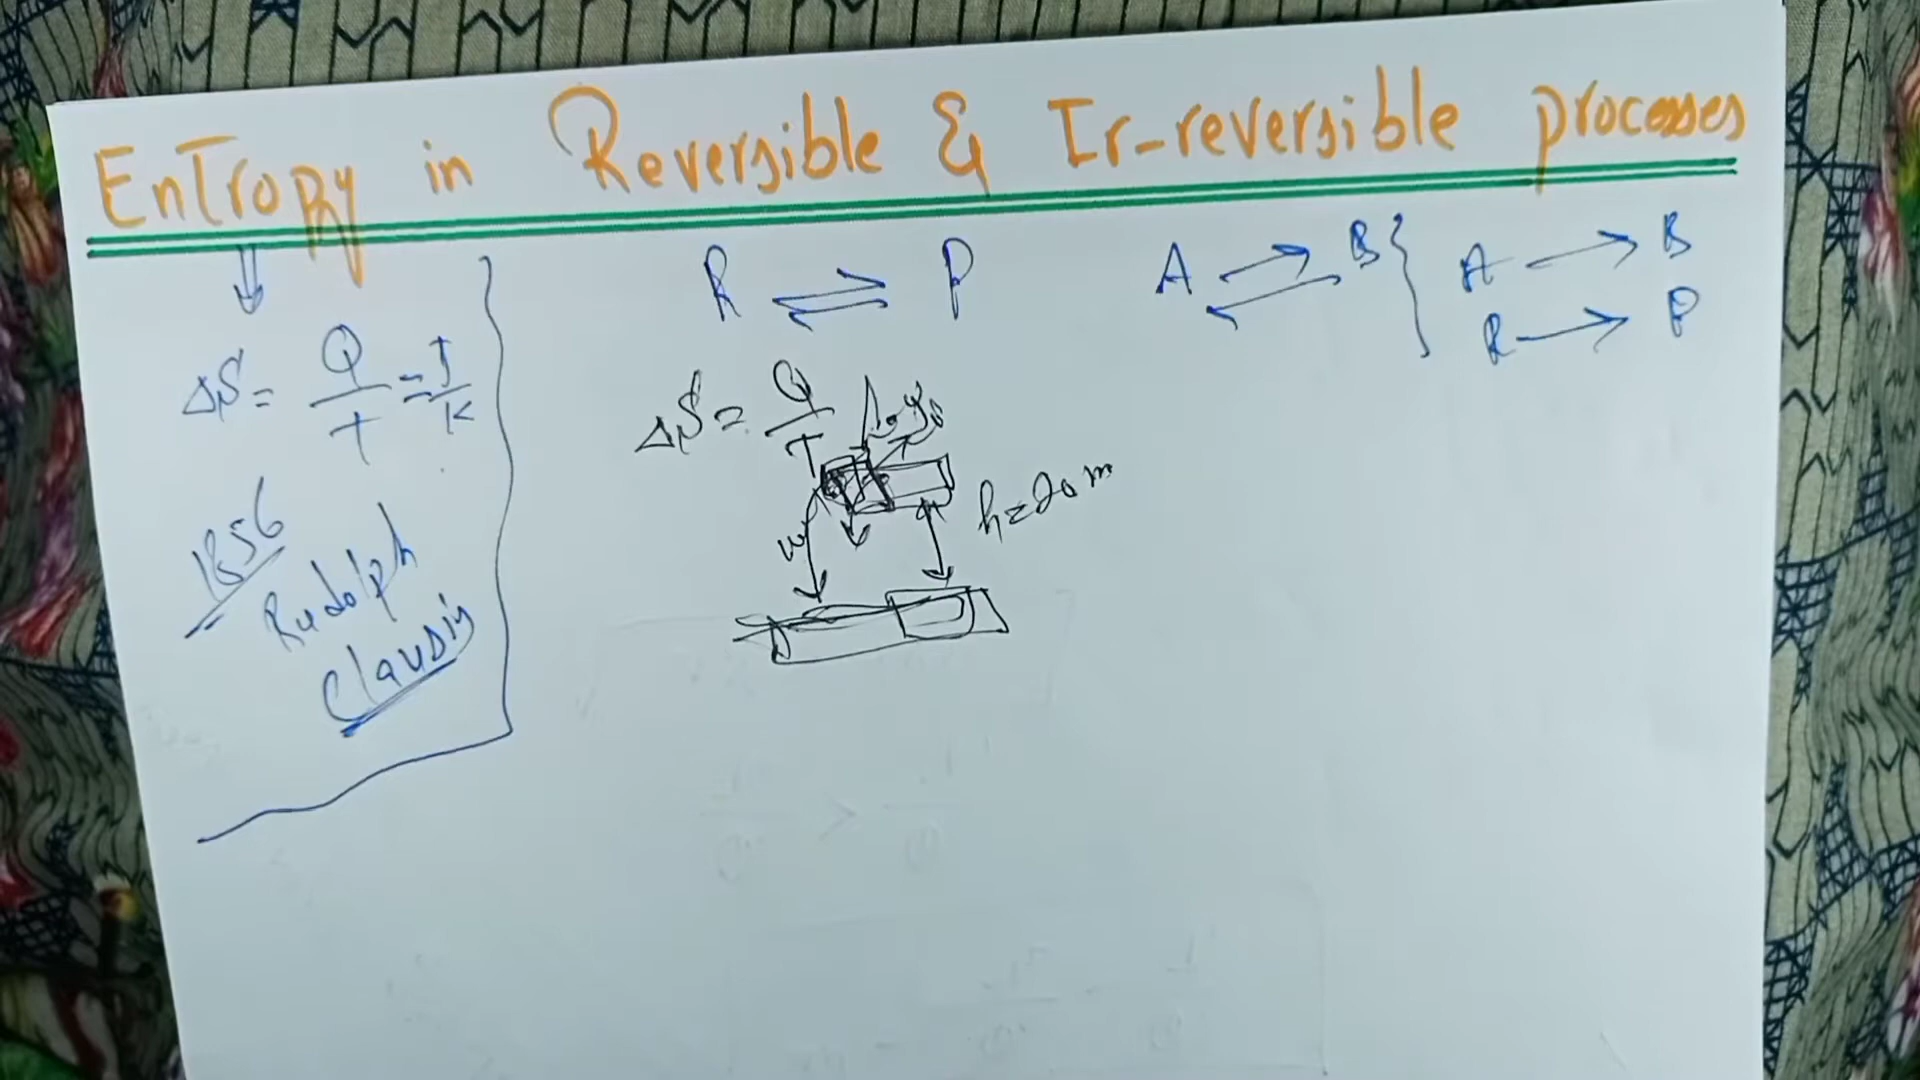 EnTropy in Reversible & Ir-reversible processes
ΔS = Q/T = J/K
1856
Rudolph
Clausis
R ⇌ P
ΔS = Q/T
w
h = 20 m
A ⇌ B
A → B
R → P